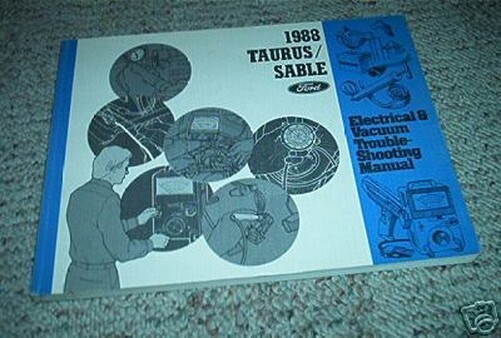 1988
TAURUS/
SABLE
Ford
Electrical &
Vacuum
Trouble-
Shooting
Manual